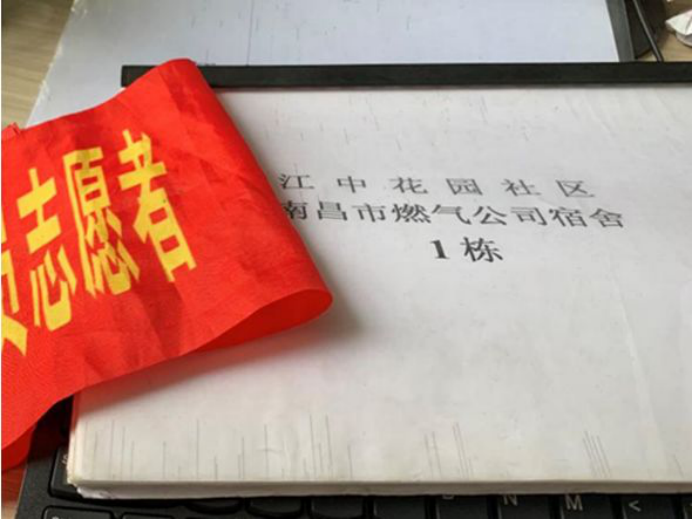 志愿者
江中花园社区
南昌市燃气公司宿舍
1栋